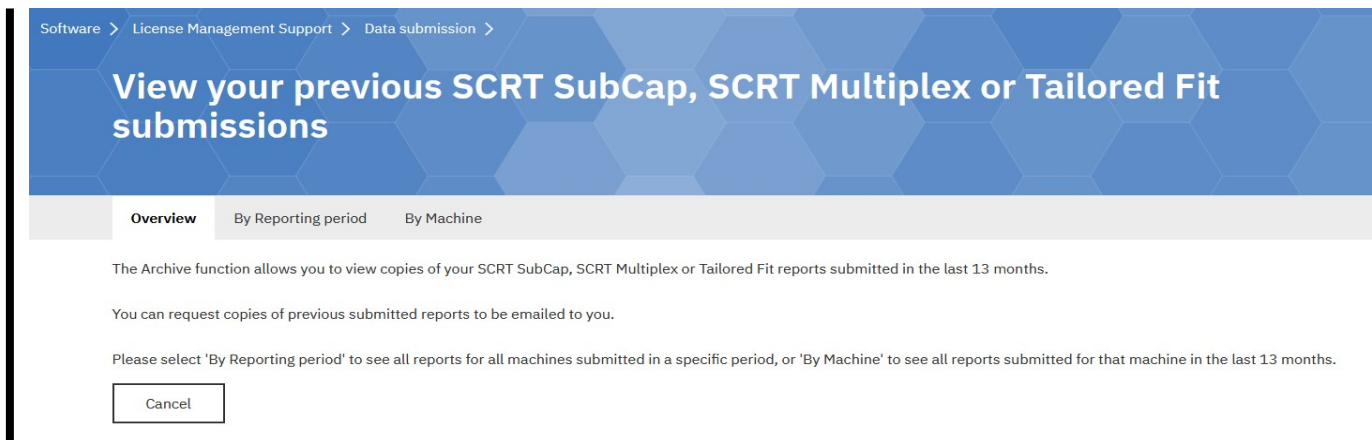 Software > License Management Support > Data submission >
View your previous SCRT SubCap, SCRT Multiplex or Tailored Fit
submissions
Overview By Reporting period By Machine
The Archive function allows you to view copies of your SCRT SubCap, SCRT Multiplex or Tailored Fit reports submitted in the last 13 months.
You can request copies of previous submitted reports to be emailed to you.
Please select 'By Reporting period' to see all reports for all machines submitted in a specific period, or 'By Machine' to see all reports submitted for that machine in the last 13 months.
Cancel